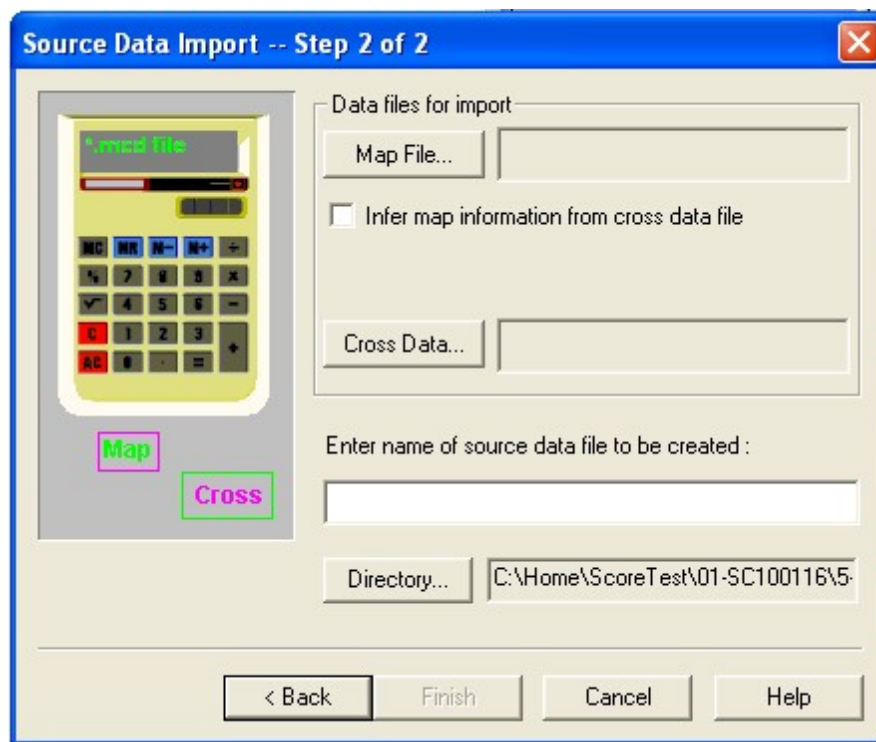 Source Data Import -- Step 2 of 2
*.mcd file
MC MR M- M+ ÷
% 7 8 9 x
√ 4 5 6 -
C 1 2 3 +
AC 0 . =
Map
Cross
Data files for import
Map File...
Infer map information from cross data file
Cross Data...
Enter name of source data file to be created :
Directory... C:\Home\ScoreTest\01-SC100116\5-
< Back Finish Cancel Help